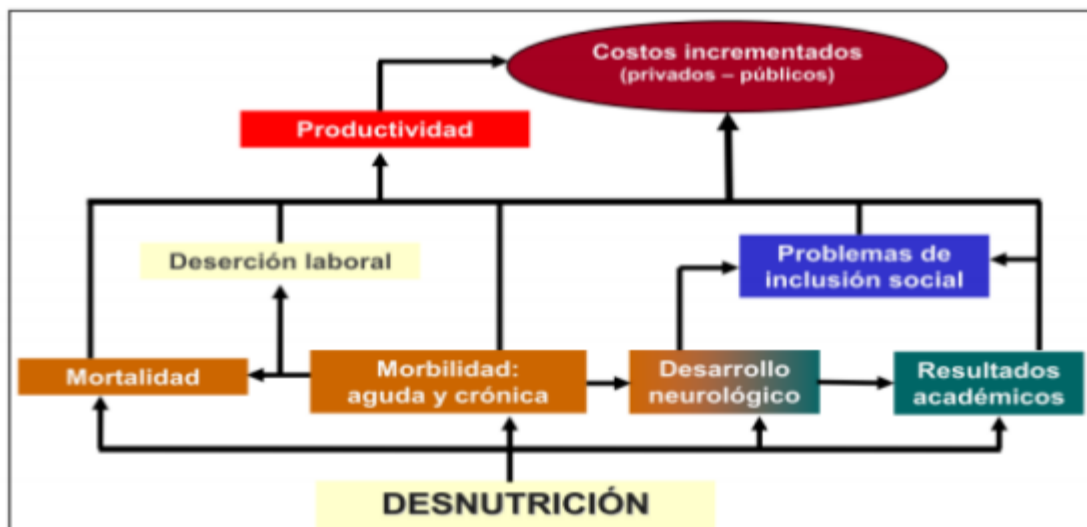 Costos incrementados
(privados – públicos)
Productividad
Deserción laboral
Problemas de
inclusión social
Mortalidad
Morbilidad:
aguda y crónica
Desarrollo
neurológico
Resultados
académicos
DESNUTRICIÓN